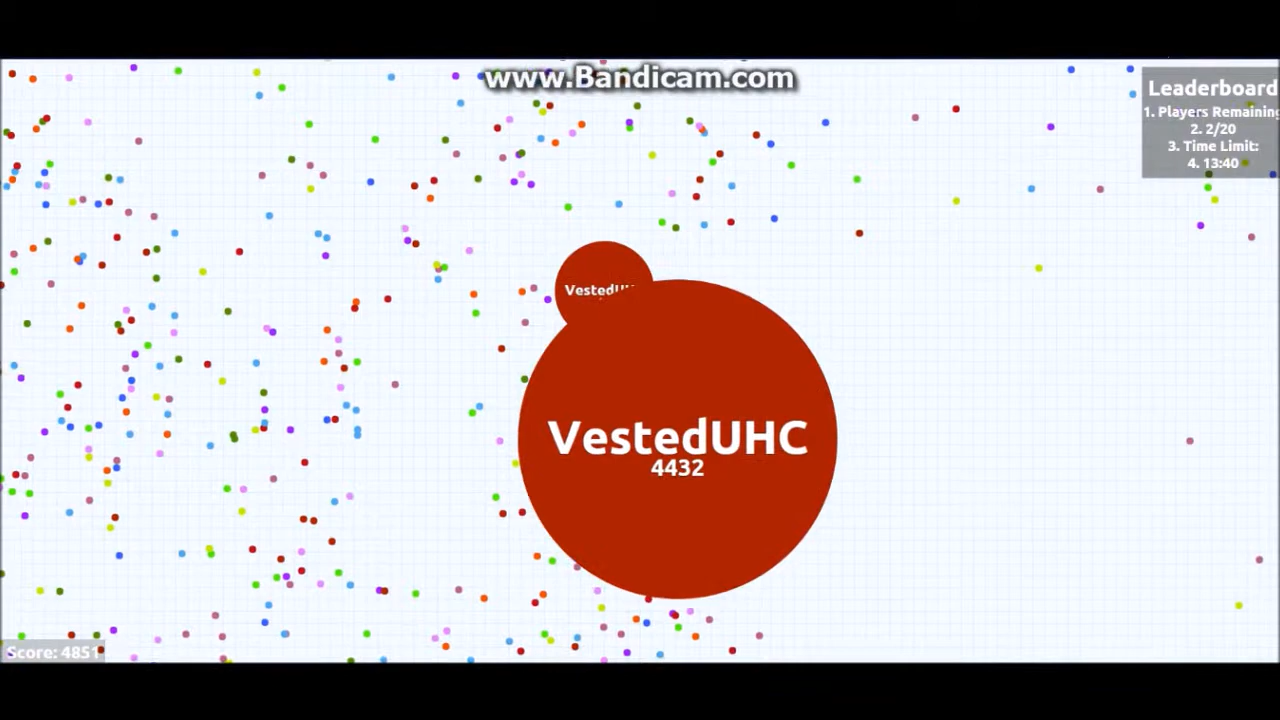 www.Bandicam.com
Leaderboard
1. Players Remaining
2. 2/20
3. Time Limit:
4. 13:40
VestedUH
VestedUHC
4432
Score: 4851